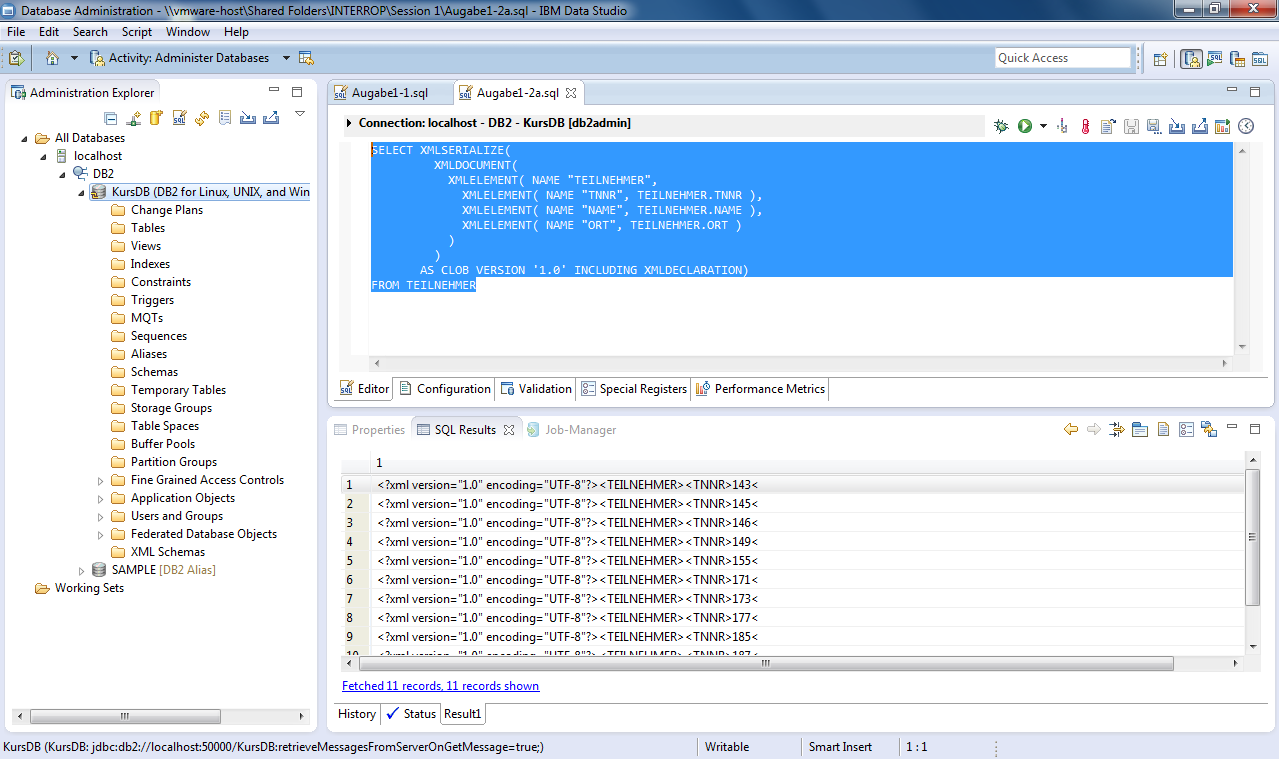 Database Administration - \\vmware-host\Shared Folders\INTERROP\Session 1\Augabe1-2a.sql - IBM Data Studio
File Edit Search Script Window Help
Activity: Administer Databases
Quick Access
Administration Explorer
All Databases
localhost
DB2
KursDB (DB2 for Linux, UNIX, and Win
Change Plans
Tables
Views
Indexes
Constraints
Triggers
MQTs
Sequences
Aliases
Schemas
Temporary Tables
Storage Groups
Table Spaces
Buffer Pools
Partition Groups
Fine Grained Access Controls
Application Objects
Users and Groups
Federated Database Objects
XML Schemas
SAMPLE [DB2 Alias]
Working Sets
Augabe1-1.sql Augabe1-2a.sql
Connection: localhost - DB2 - KursDB [db2admin]
SELECT XMLSERIALIZE(
XMLDOCUMENT(
XMLELEMENT( NAME "TEILNEHMER",
XMLELEMENT( NAME "TNNR", TEILNEHMER.TNNR ),
XMLELEMENT( NAME "NAME", TEILNEHMER.NAME ),
XMLELEMENT( NAME "ORT", TEILNEHMER.ORT )
)
)
AS CLOB VERSION '1.0' INCLUDING XMLDECLARATION)
FROM TEILNEHMER
Editor Configuration Validation Special Registers Performance Metrics
Properties SQL Results Job-Manager
1
1 <?xml version="1.0" encoding="UTF-8"?><TEILNEHMER><TNNR>143<
2 <?xml version="1.0" encoding="UTF-8"?><TEILNEHMER><TNNR>145<
3 <?xml version="1.0" encoding="UTF-8"?><TEILNEHMER><TNNR>146<
4 <?xml version="1.0" encoding="UTF-8"?><TEILNEHMER><TNNR>149<
5 <?xml version="1.0" encoding="UTF-8"?><TEILNEHMER><TNNR>155<
6 <?xml version="1.0" encoding="UTF-8"?><TEILNEHMER><TNNR>171<
7 <?xml version="1.0" encoding="UTF-8"?><TEILNEHMER><TNNR>173<
8 <?xml version="1.0" encoding="UTF-8"?><TEILNEHMER><TNNR>177<
9 <?xml version="1.0" encoding="UTF-8"?><TEILNEHMER><TNNR>185<
10 <?xml version="1.0" encoding="UTF-8"?><TEILNEHMER><TNNR>187<
Fetched 11 records, 11 records shown
History Status Result1
KursDB (KursDB: jdbc:db2://localhost:50000/KursDB:retrieveMessagesFromServerOnGetMessage=true;) Writable Smart Insert 1 : 1